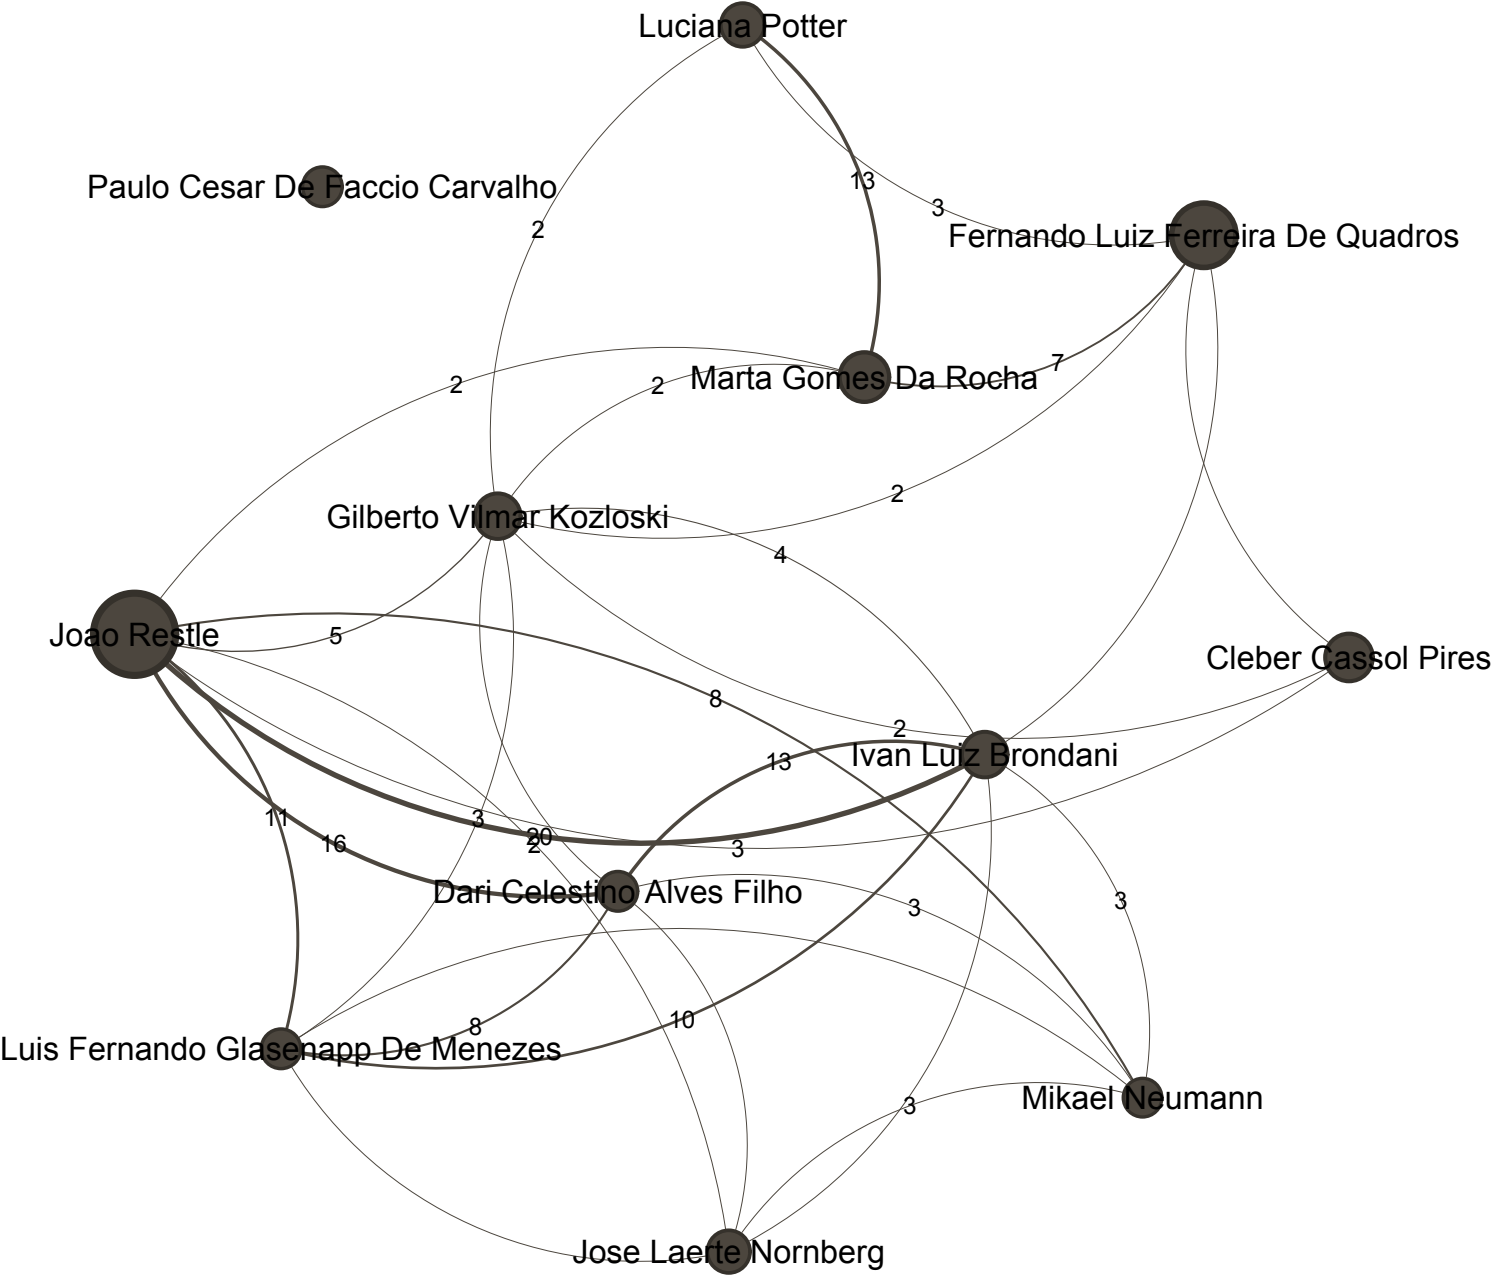 Luciana Potter
13
Paulo Cesar De Faccio Carvalho
3
2
Fernando Luiz Ferreira De Quadros
7
Marta Gomes Da Rocha
2
2
2
Gilberto Vilmar Kozloski
4
Joao Restle
5
Cleber Cassol Pires
8
2
Ivan Luiz Brondani
13
11
3
20
2
16
3
Dari Celestino Alves Filho
3
3
10
8
Luis Fernando Glasenapp De Menezes
Mikael Neumann
3
Jose Laerte Nornberg